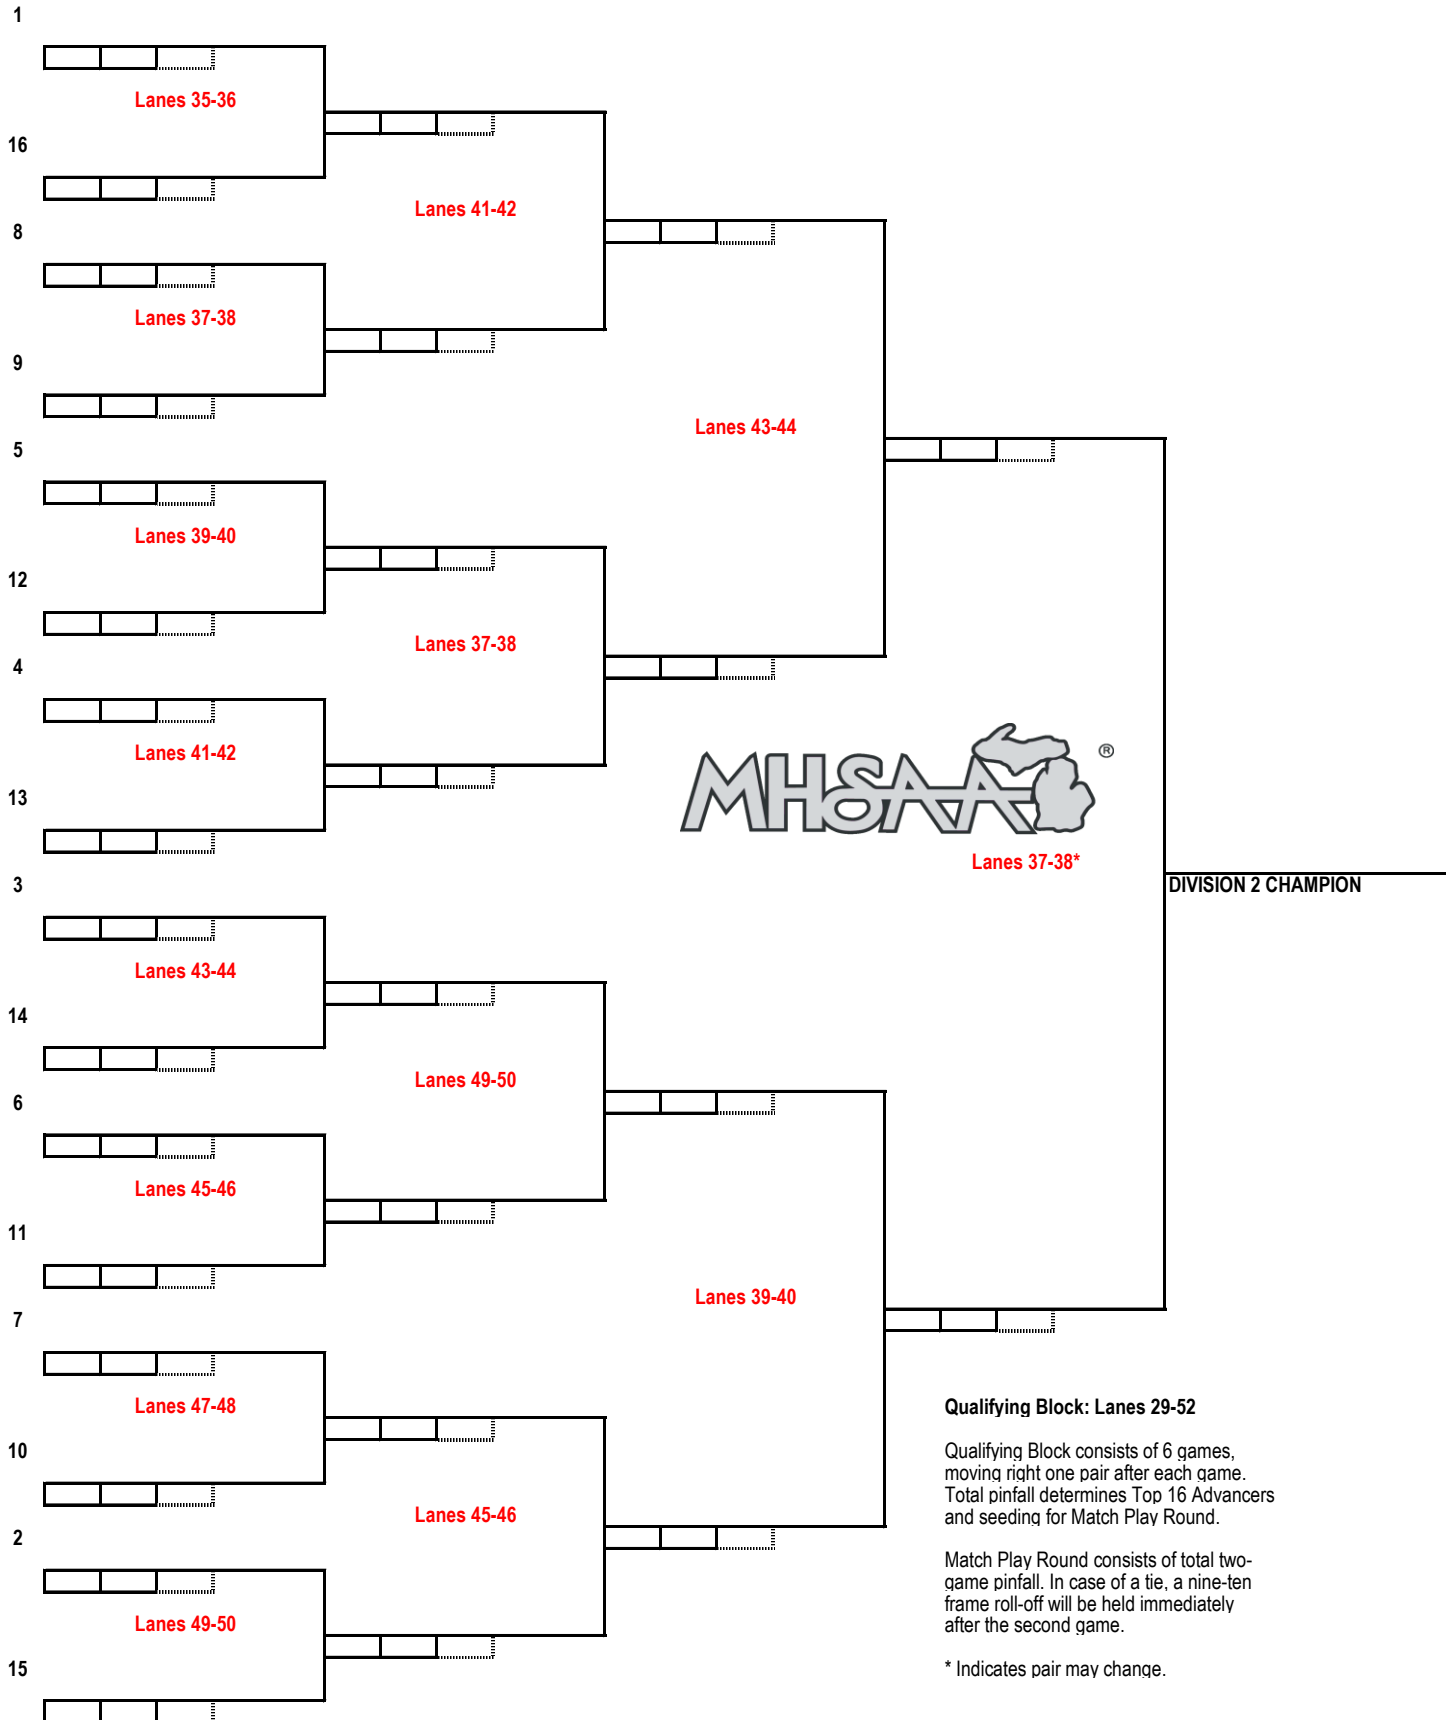 1
Lanes 35-36
16
Lanes 41-42
8
Lanes 37-38
9
Lanes 43-44
5
Lanes 39-40
12
Lanes 37-38
4
Lanes 41-42
MHSAA ®
13
Lanes 37-38*
3
DIVISION 2 CHAMPION
Lanes 43-44
14
Lanes 49-50
6
Lanes 45-46
11
Lanes 39-40
7
Lanes 47-48
10
Lanes 45-46
2
Lanes 49-50
15
Qualifying Block: Lanes 29-52
Qualifying Block consists of 6 games,
moving right one pair after each game.
Total pinfall determines Top 16 Advancers
and seeding for Match Play Round.
Match Play Round consists of total two-
game pinfall. In case of a tie, a nine-ten
frame roll-off will be held immediately
after the second game.
* Indicates pair may change.